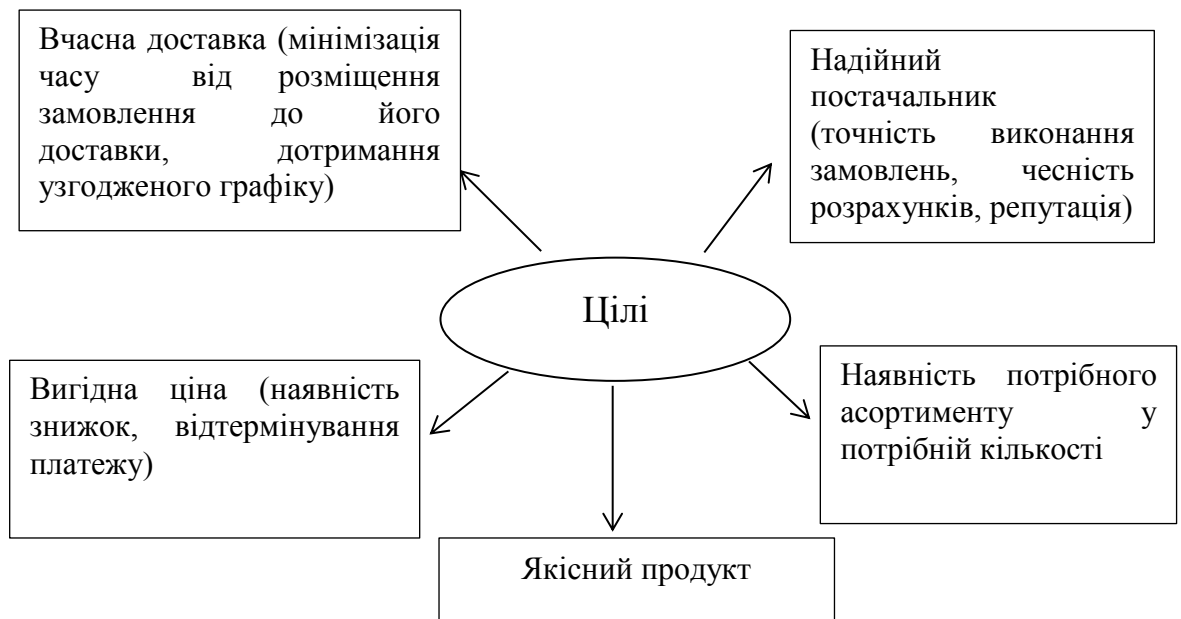 Вчасна доставка (мінімізація
часу від розміщення
замовлення до його
доставки, дотримання
узгодженого графіку)
Надійний
постачальник
(точність виконання
замовлень, чесність
розрахунків, репутація)
Цілі
Вигідна ціна (наявність
знижок, відтермінування
платежу)
Наявність потрібного
асортименту у
потрібній кількості
Якісний продукт